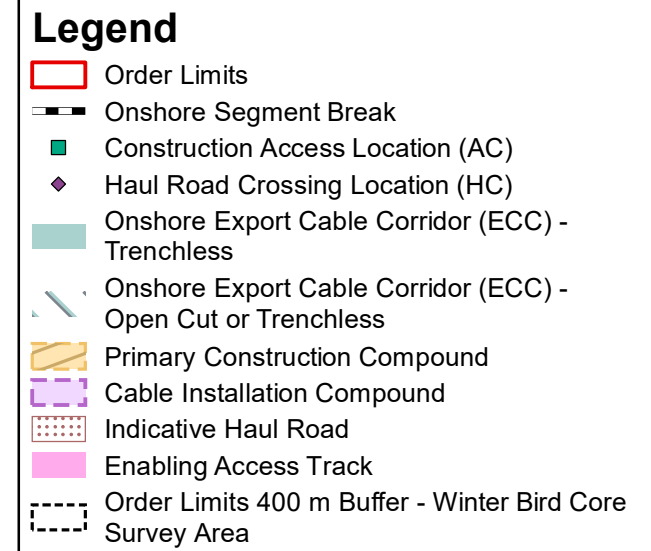 Legend
Order Limits
Onshore Segment Break
Construction Access Location (AC)
Haul Road Crossing Location (HC)
Onshore Export Cable Corridor (ECC) -
Trenchless
Onshore Export Cable Corridor (ECC) -
Open Cut or Trenchless
Primary Construction Compound
Cable Installation Compound
Indicative Haul Road
Enabling Access Track
Order Limits 400 m Buffer - Winter Bird Core
Survey Area